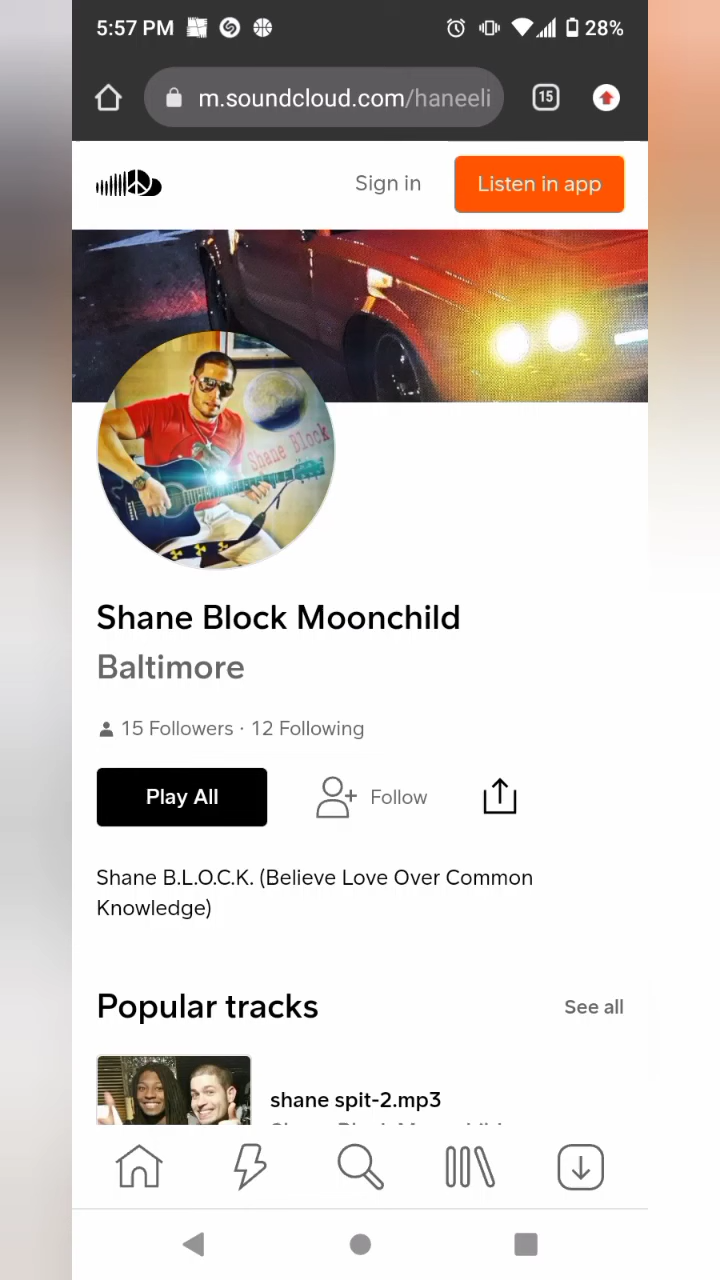 5:57 PM
28%
m.soundcloud.com/haneeli
15
Sign in
Listen in app
Shane Block
Shane Block Moonchild
Baltimore
15 Followers · 12 Following
Play All
Follow
Shane B.L.O.C.K. (Believe Love Over Common
Knowledge)
Popular tracks
See all
shane spit-2.mp3